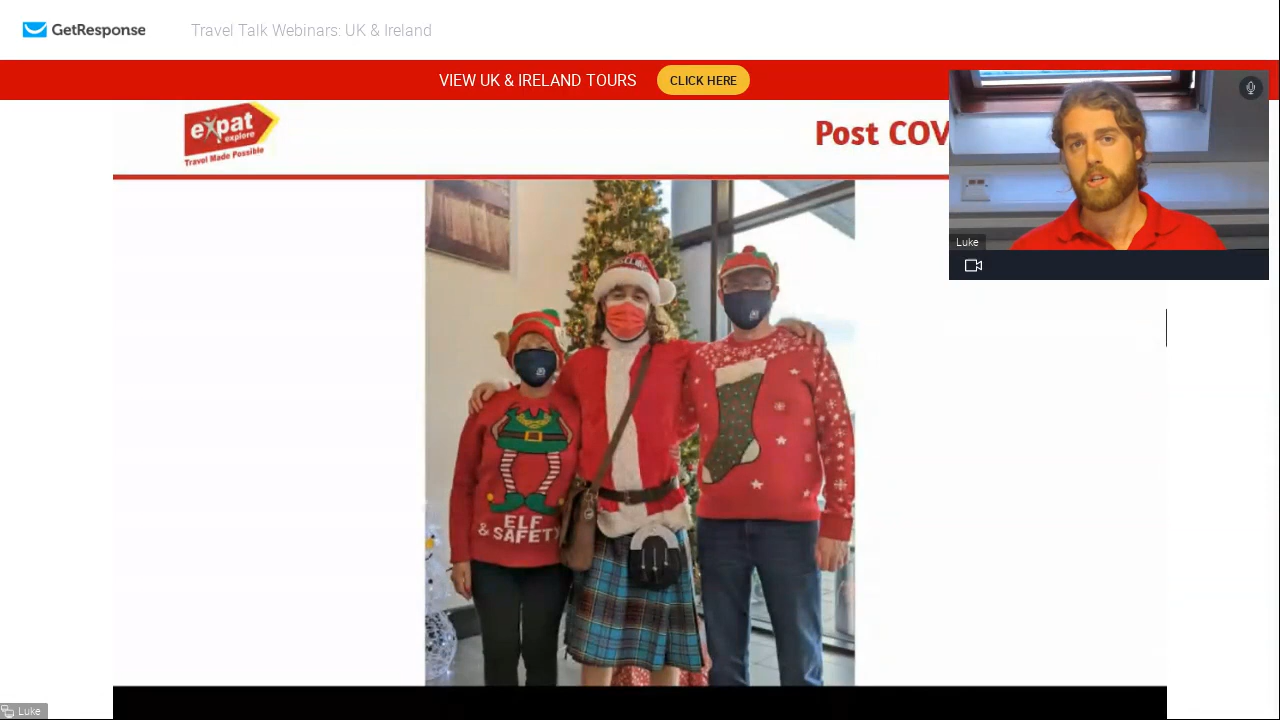 GetResponse
Travel Talk Webinars: UK & Ireland
VIEW UK & IRELAND TOURS
CLICK HERE
expat
explore
Travel Made Possible
Post COV
Luke
ELF
& SAFETY
Luke